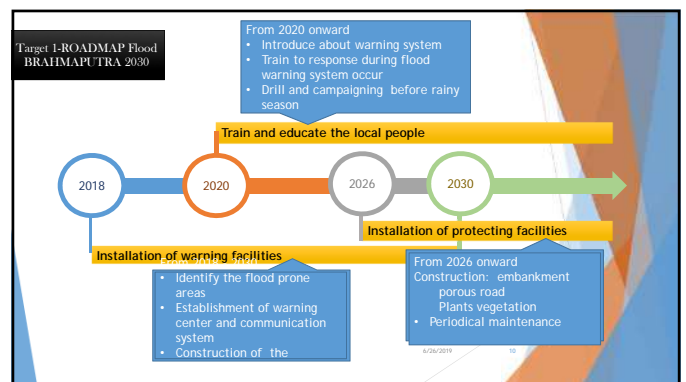 Target 1-ROADMAP Flood
BRAHMAPUTRA 2030
From 2020 onward
• Introduce about warning system
• Train to response during flood
warning system occur
• Drill and campaigning before rainy
season
Train and educate the local people
2018
2020
2026
2030
Installation of protecting facilities
Installation of warning facilities
• Identify the flood prone
areas
• Establishment of warning
center and communication
system
• Construction of the
From 2026 onward
Construction: embankment
porous road
Plants vegetation
• Periodical maintenance
6/26/2019
10